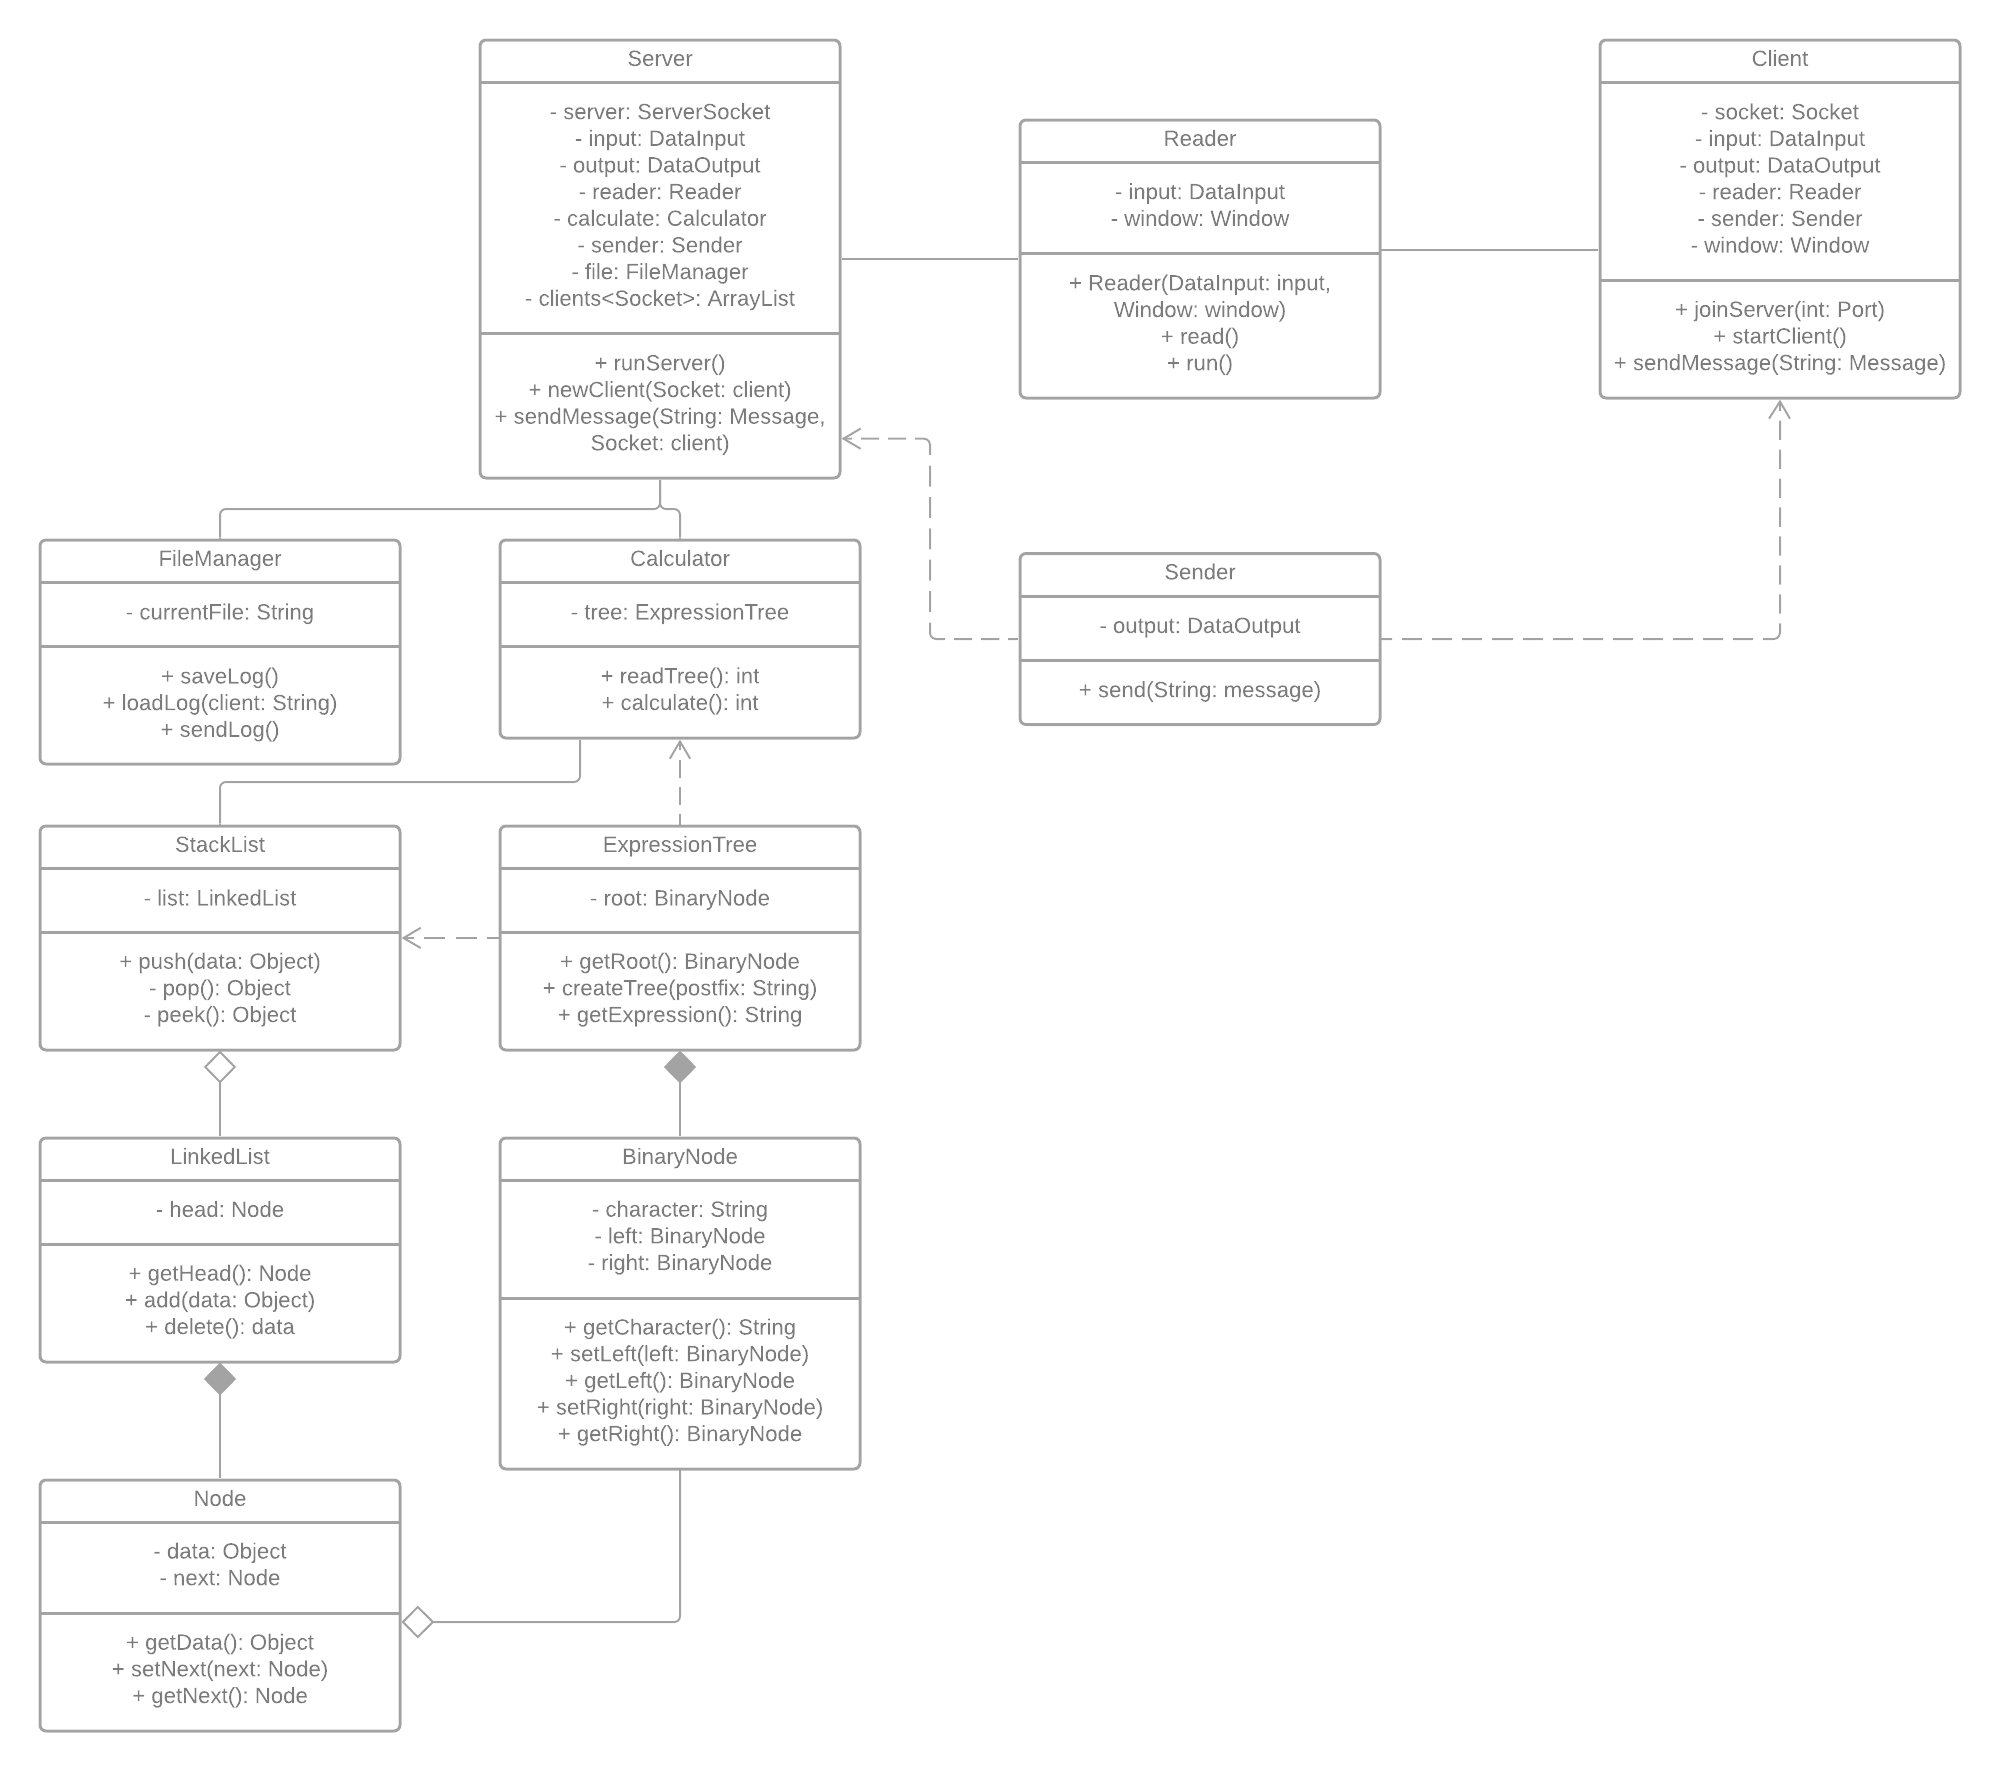 Server
- server: ServerSocket
- input: DataInput
- output: DataOutput
- reader: Reader
- calculate: Calculator
- sender: Sender
- file: FileManager
- clients<Socket>: ArrayList
+ runServer()
+ newClient(Socket: client)
+ sendMessage(String: Message,
Socket: client)
Reader
- input: DataInput
- window: Window
+ Reader(DataInput: input,
Window: window)
+ read()
+ run()
Client
- socket: Socket
- input: DataInput
- output: DataOutput
- reader: Reader
- sender: Sender
- window: Window
+ joinServer(int: Port)
+ startClient()
+ sendMessage(String: Message)
FileManager
- currentFile: String
+ saveLog()
+ loadLog(client: String)
+ sendLog()
Calculator
- tree: ExpressionTree
+ readTree(): int
+ calculate(): int
Sender
- output: DataOutput
+ send(String: message)
StackList
- list: LinkedList
+ push(data: Object)
- pop(): Object
- peek(): Object
ExpressionTree
- root: BinaryNode
+ getRoot(): BinaryNode
+ createTree(postfix: String)
+ getExpression(): String
LinkedList
- head: Node
+ getHead(): Node
+ add(data: Object)
+ delete(): data
BinaryNode
- character: String
- left: BinaryNode
- right: BinaryNode
+ getCharacter(): String
+ setLeft(left: BinaryNode)
+ getLeft(): BinaryNode
+ setRight(right: BinaryNode)
+ getRight(): BinaryNode
Node
- data: Object
- next: Node
+ getData(): Object
+ setNext(next: Node)
+ getNext(): Node